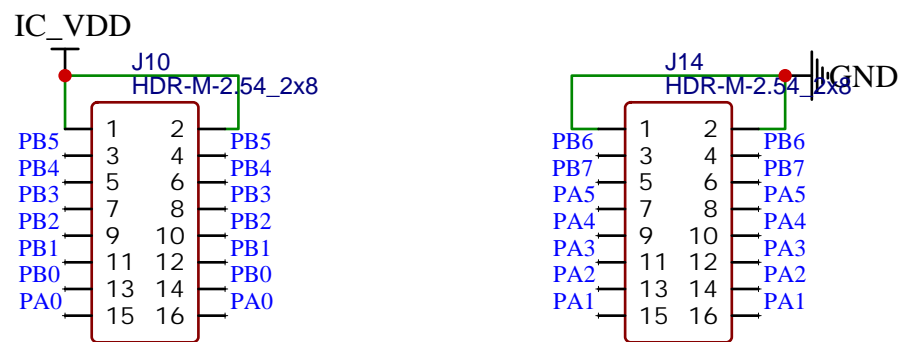 IC_VDD
J10
HDR-M-2.54_2x8
1 2
PB5 PB5
3 4
PB4 PB4
5 6
PB3 PB3
7 8
PB2 PB2
9 10
PB1 PB1
11 12
PB0 PB0
13 14
PA0 PA0
15 16
J14
HDR-M-2.54_2x8
GND
1 2
PB6 PB6
3 4
PB7 PB7
5 6
PA5 PA5
7 8
PA4 PA4
9 10
PA3 PA3
11 12
PA2 PA2
13 14
PA1 PA1
15 16